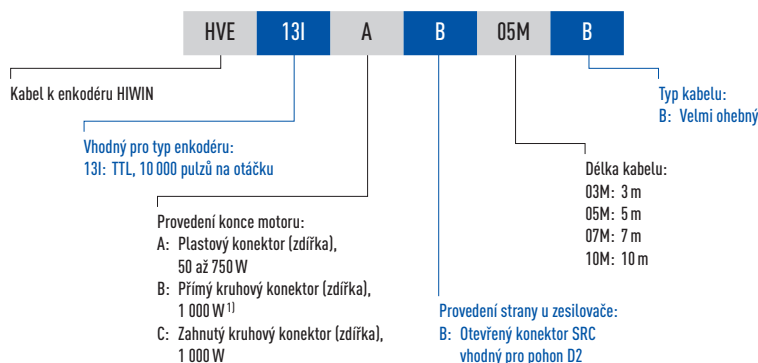 HVE 13I A B 05M B
Kabel k enkodéru HIWIN
Typ kabelu:
B: Velmi ohebný
Vhodný pro typ enkodéru:
13I: TTL, 10 000 pulzů na otáčku
Délka kabelu:
03M: 3 m
05M: 5 m
07M: 7 m
10M: 10 m
Provedení konce motoru:
A: Plastový konektor (zdířka),
50 až 750 W
B: Přímý kruhový konektor (zdířka),
1 000 W 1)
C: Zahnutý kruhový konektor (zdířka),
1 000 W
Provedení strany u zesilovače:
B: Otevřený konektor SRC
vhodný pro pohon D2